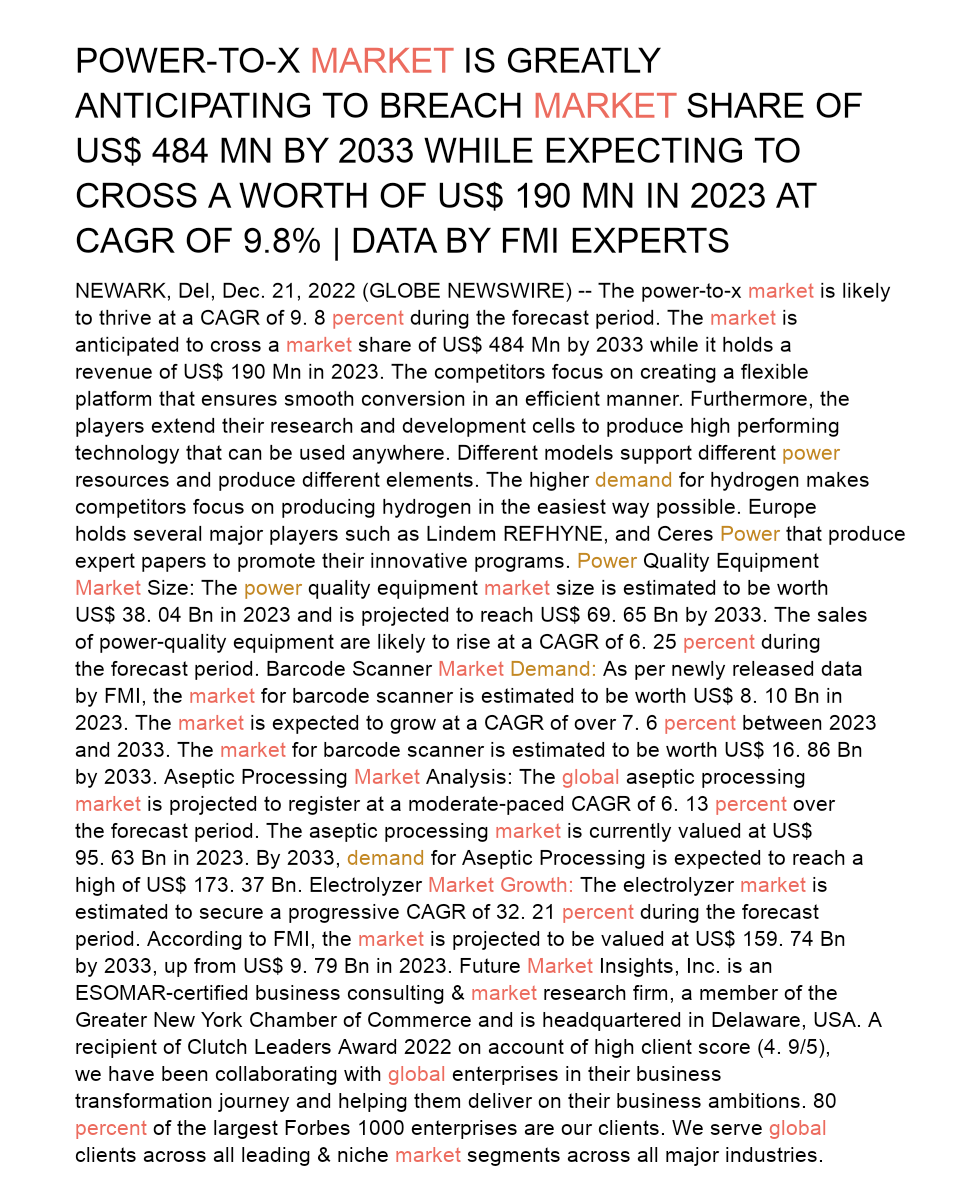 POWER-TO-X MARKET IS GREATLY
ANTICIPATING TO BREACH MARKET SHARE OF
US$ 484 MN BY 2033 WHILE EXPECTING TO
CROSS A WORTH OF US$ 190 MN IN 2023 AT
CAGR OF 9.8% | DATA BY FMI EXPERTS
NEWARK, Del, Dec. 21, 2022 (GLOBE NEWSWIRE) -- The power-to-x market is likely
to thrive at a CAGR of 9. 8 percent during the forecast period. The market is
anticipated to cross a market share of US$ 484 Mn by 2033 while it holds a
revenue of US$ 190 Mn in 2023. The competitors focus on creating a flexible
platform that ensures smooth conversion in an efficient manner. Furthermore, the
players extend their research and development cells to produce high performing
technology that can be used anywhere. Different models support different power
resources and produce different elements. The higher demand for hydrogen makes
competitors focus on producing hydrogen in the easiest way possible. Europe
holds several major players such as Lindem REFHYNE, and Ceres Power that produce
expert papers to promote their innovative programs. Power Quality Equipment
Market Size: The power quality equipment market size is estimated to be worth
US$ 38. 04 Bn in 2023 and is projected to reach US$ 69. 65 Bn by 2033. The sales
of power-quality equipment are likely to rise at a CAGR of 6. 25 percent during
the forecast period. Barcode Scanner Market Demand: As per newly released data
by FMI, the market for barcode scanner is estimated to be worth US$ 8. 10 Bn in
2023. The market is expected to grow at a CAGR of over 7. 6 percent between 2023
and 2033. The market for barcode scanner is estimated to be worth US$ 16. 86 Bn
by 2033. Aseptic Processing Market Analysis: The global aseptic processing
market is projected to register at a moderate-paced CAGR of 6. 13 percent over
the forecast period. The aseptic processing market is currently valued at US$
95. 63 Bn in 2023. By 2033, demand for Aseptic Processing is expected to reach a
high of US$ 173. 37 Bn. Electrolyzer Market Growth: The electrolyzer market is
estimated to secure a progressive CAGR of 32. 21 percent during the forecast
period. According to FMI, the market is projected to be valued at US$ 159. 74 Bn
by 2033, up from US$ 9. 79 Bn in 2023. Future Market Insights, Inc. is an
ESOMAR-certified business consulting & market research firm, a member of the
Greater New York Chamber of Commerce and is headquartered in Delaware, USA. A
recipient of Clutch Leaders Award 2022 on account of high client score (4. 9/5),
we have been collaborating with global enterprises in their business
transformation journey and helping them deliver on their business ambitions. 80
percent of the largest Forbes 1000 enterprises are our clients. We serve global
clients across all leading & niche market segments across all major industries.